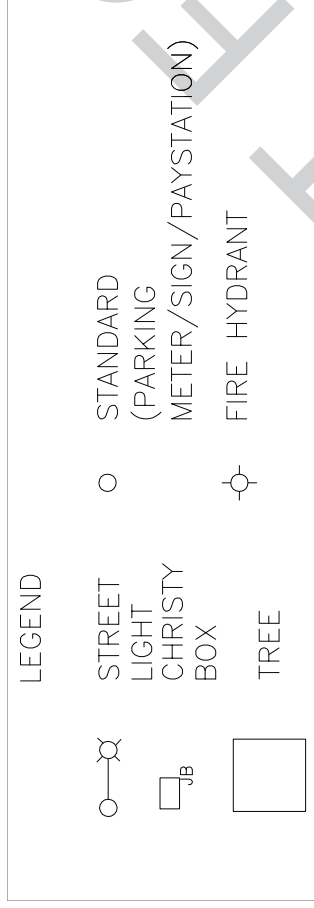 LEGEND
STREET
LIGHT
CHRISTY
BOX
JB
TREE
STANDARD
(PARKING
METER/SIGN/PAYSTATION)
FIRE HYDRANT